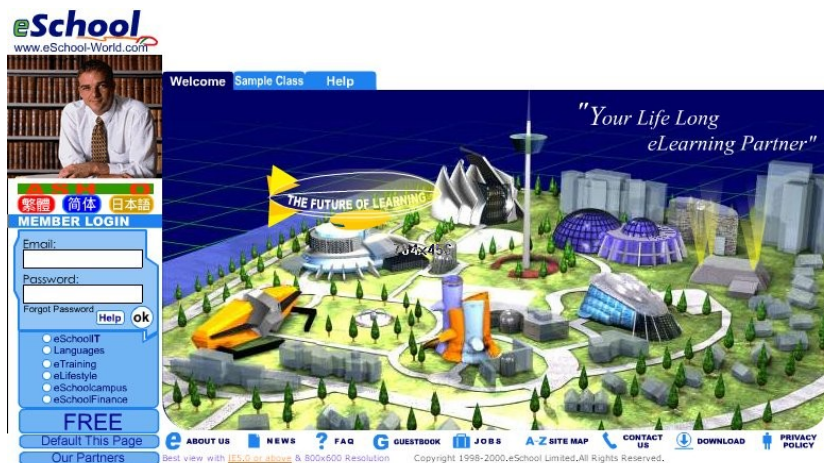 eSchool
www.eSchool-World.com
Welcome
Sample Class
Help
"Your Life Long
eLearning Partner"
THE FUTURE OF LEARNING
繁體
简体
日本語
MEMBER LOGIN
Email:
Password:
Forgot Password
Help
ok
eSchoolIT
Languages
eTraining
eLifestyle
eSchoolcampus
eSchoolFinance
FREE
Default This Page
Our Partners
ABOUT US
NEWS
? FAQ
GUESTBOOK
JOBS
A-Z SITE MAP
CONTACT
US
DOWNLOAD
PRIVACY
POLICY
Best view with IE5.0 or above & 800x600 Resolution
Copyright 1998-2000.eSchool Limited.All Rights Reserved.